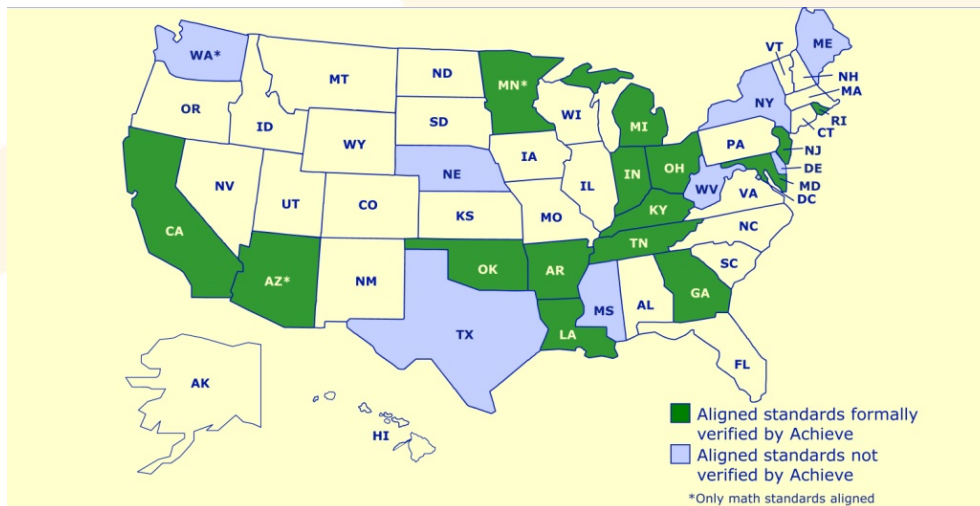 WA*
MT
ND
MN*
VT
ME
OR
ID
SD
WI
NY
NH
MA
WY
MI
RI
CT
PA
NJ
IA
NE
OH
DE
NV
IL
IN
WV
MD
VA
DC
UT
CO
KS
MO
KY
CA
NC
TN
AZ*
NM
OK
AR
SC
GA
MS
AL
TX
LA
FL
AK
HI
Aligned standards formally
verified by Achieve
Aligned standards not
verified by Achieve
*Only math standards aligned